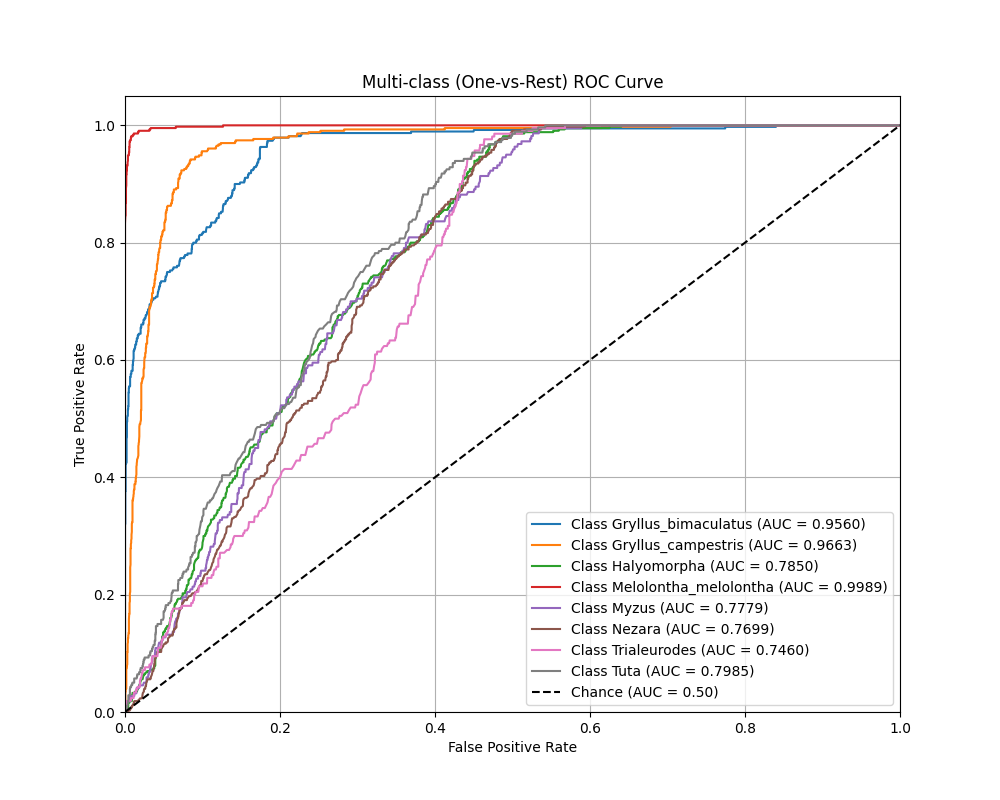 Multi-class (One-vs-Rest) ROC Curve
True Positive Rate
1.0
0.8
0.6
0.4
0.2
0.0
Class Gryllus_bimaculatus (AUC = 0.9560)
Class Gryllus_campestris (AUC = 0.9663)
Class Halyomorpha (AUC = 0.7850)
Class Melolontha_melolontha (AUC = 0.9989)
Class Myzus (AUC = 0.7779)
Class Nezara (AUC = 0.7699)
Class Trialeurodes (AUC = 0.7460)
Class Tuta (AUC = 0.7985)
Chance (AUC = 0.50)
0.0 0.2 0.4 0.6 0.8 1.0
False Positive Rate